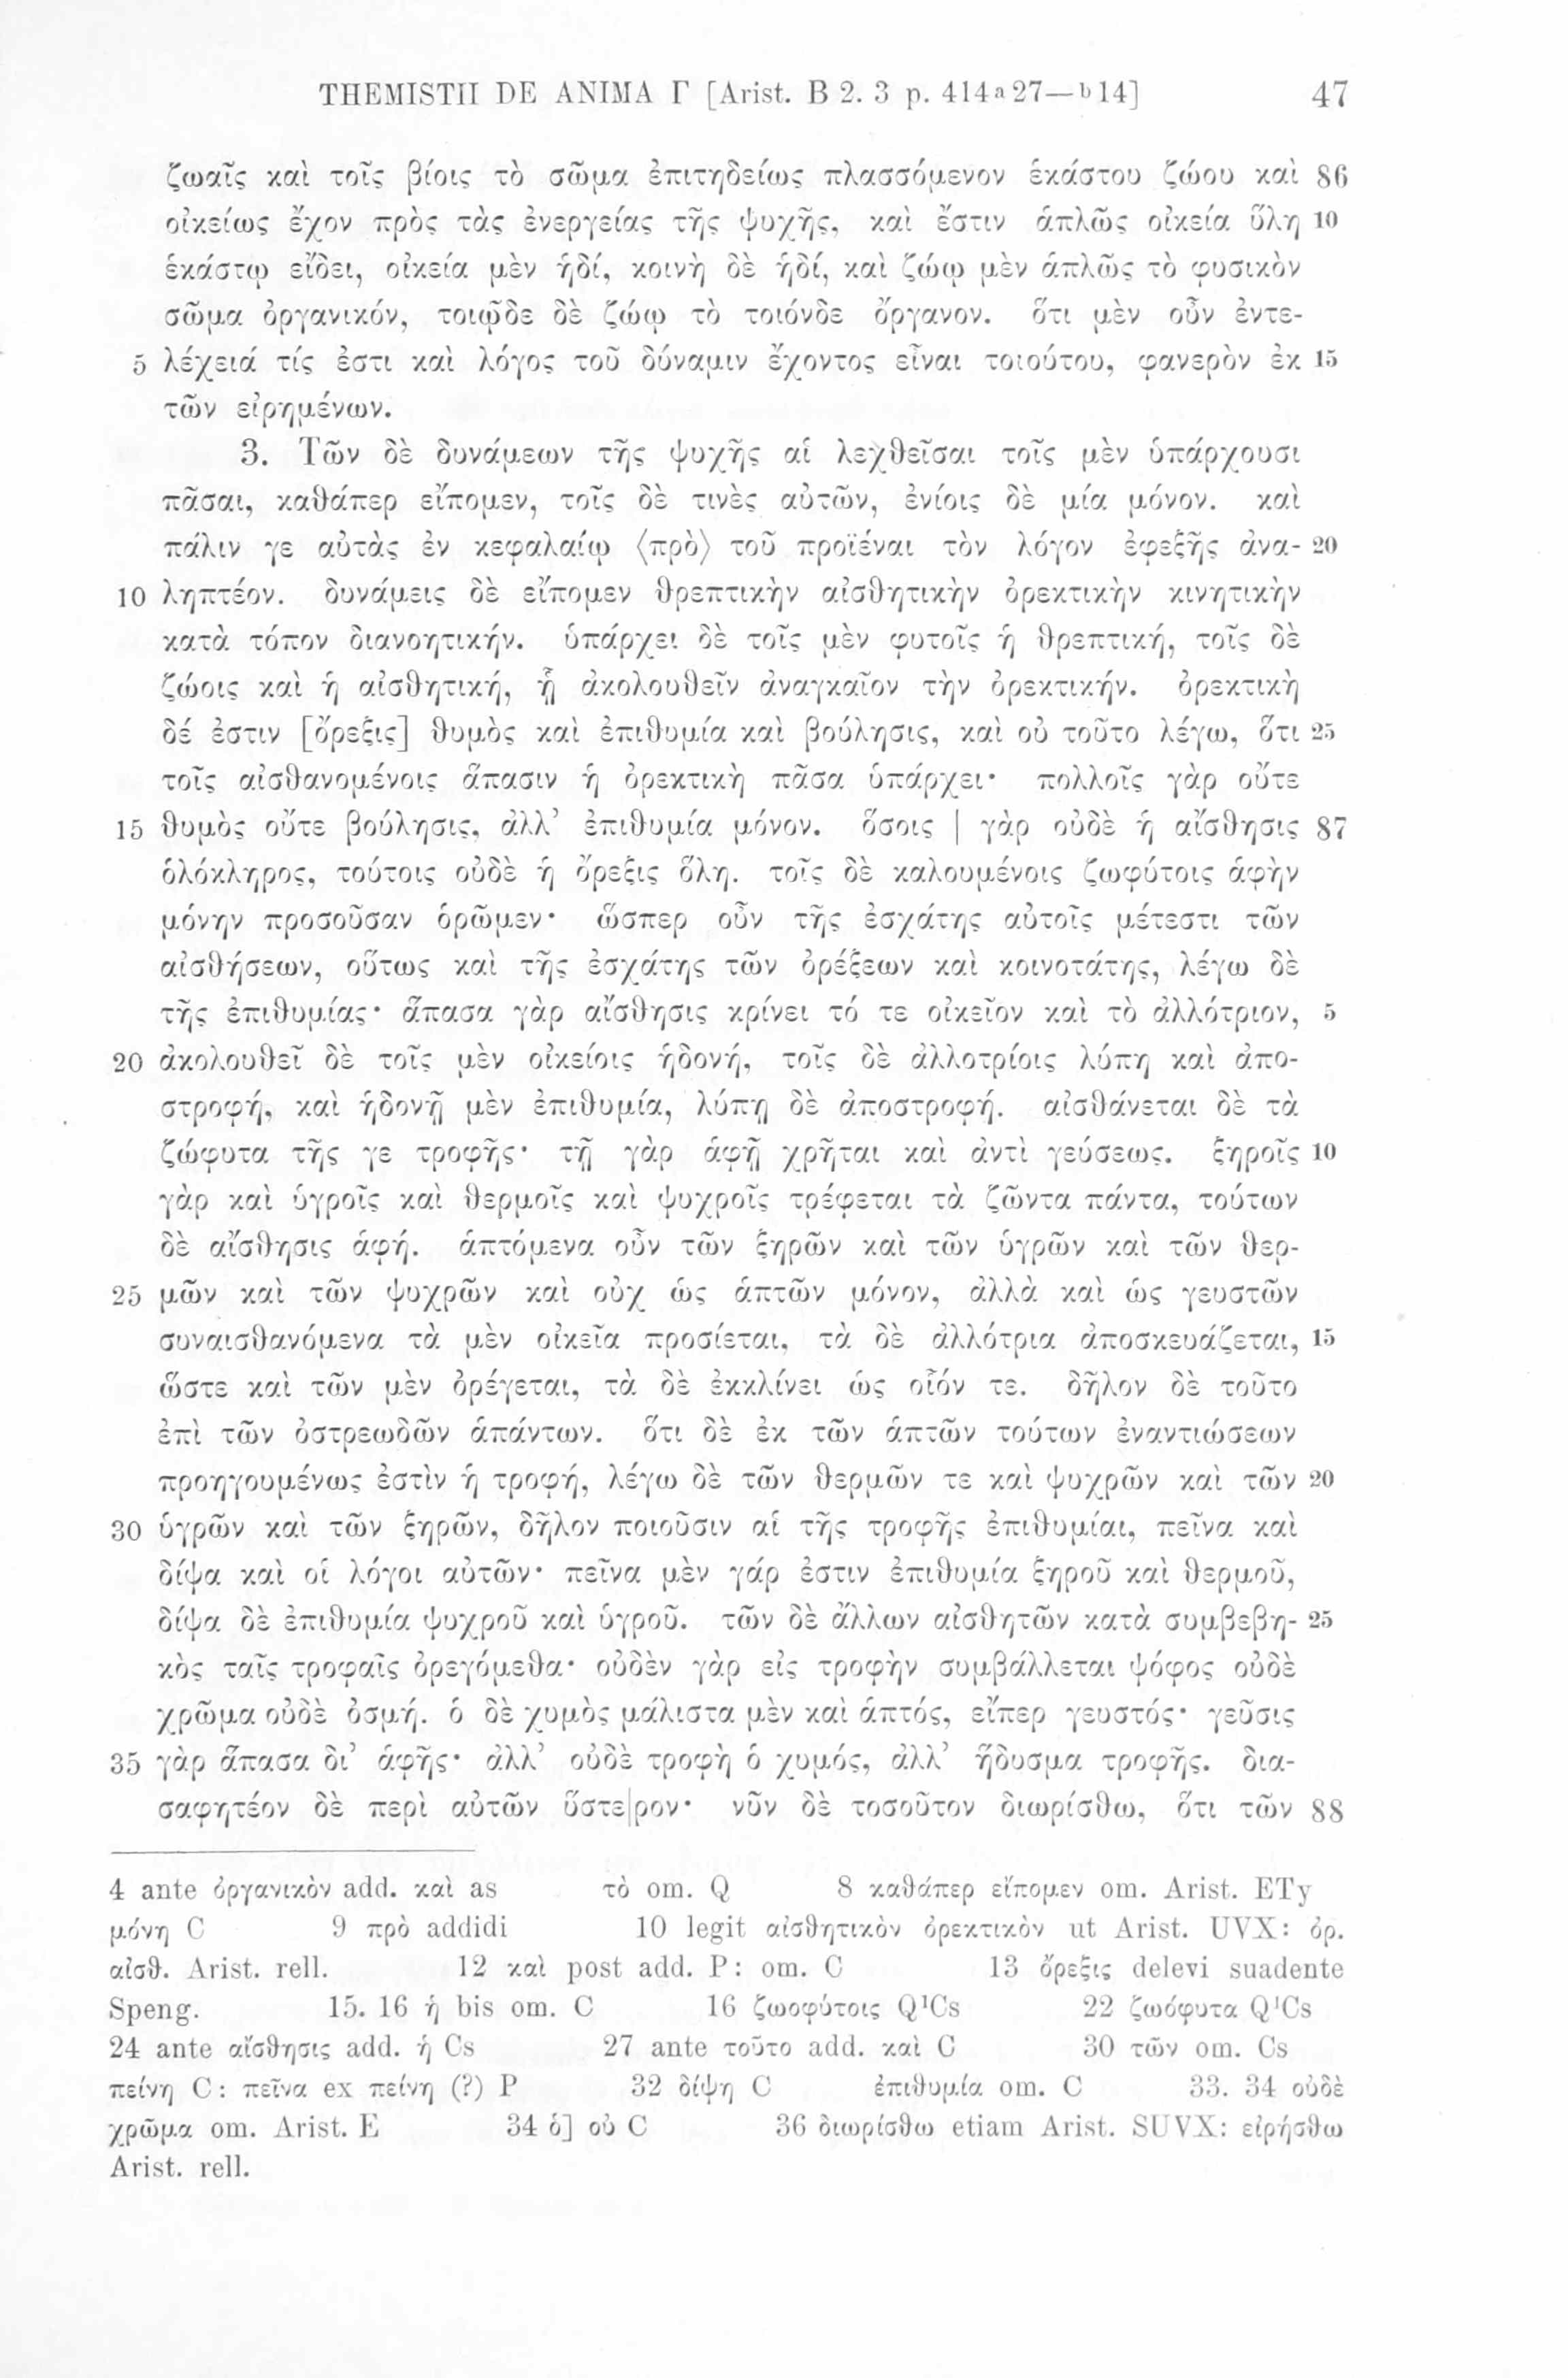 THEMISTII DE ANIMA Γ [Arist. B 2. 3 p. 414a27—b14] 47
ζωαῖς καὶ τοῖς βίοις τὸ σῶμα ἐπιτηδείως πλασσόμενον ἑκάστου ζώου καὶ 86
οἰκείως ἔχον πρὸς τὰς ἐνεργείας τῆς ψυχῆς, καὶ ἔστιν ἁπλῶς οἰκεία ὕλη 10
ἑκάστῳ εἴδει, οἰκεία μὲν ἡδί, κοινὴ δὲ ἡδί, καὶ ζώῳ μὲν ἁπλῶς τὸ φυσικὸν
σῶμα ὀργανικόν, τοιῷδε δὲ ζώῳ τὸ τοιόνδε ὄργανον. ὅτι μὲν οὖν ἐντε-
5 λέχειά τίς ἐστι καὶ λόγος τοῦ δύναμιν ἔχοντος εἶναι τοιούτου, φανερὸν ἐκ 15
τῶν εἰρημένων.
3. Τῶν δὲ δυνάμεων τῆς ψυχῆς αἱ λεχθεῖσαι τοῖς μὲν ὑπάρχουσι
πᾶσαι, καθάπερ εἴπομεν, τοῖς δὲ τινὲς αὐτῶν, ἐνίοις δὲ μία μόνον. καὶ
πάλιν γε αὐτὰς ἐν κεφαλαίῳ ⟨πρὸ⟩ τοῦ προϊέναι τὸν λόγον ἐφεξῆς ἀνα- 20
10 ληπτέον. δυνάμεις δὲ εἴπομεν θρεπτικὴν αἰσθητικὴν ὀρεκτικὴν κινητικὴν
κατὰ τόπον διανοητικήν. ὑπάρχει δὲ τοῖς μὲν φυτοῖς ἡ θρεπτική, τοῖς δὲ
ζώοις καὶ ἡ αἰσθητική, ᾗ ἀκολουθεῖν ἀναγκαῖον τὴν ὀρεκτικήν. ὀρεκτικὴ
δέ ἐστιν [ὄρεξις] θυμὸς καὶ ἐπιθυμία καὶ βούλησις, καὶ οὐ τοῦτο λέγω, ὅτι 25
τοῖς αἰσθανομένοις ἅπασιν ἡ ὀρεκτικὴ πᾶσα ὑπάρχει· πολλοῖς γὰρ οὔτε
15 θυμὸς οὔτε βούλησις, ἀλλ’ ἐπιθυμία μόνον. ὅσοις | γὰρ οὐδὲ ἡ αἴσθησις 87
ὁλόκληρος, τούτοις οὐδὲ ἡ ὄρεξις ὅλη. τοῖς δὲ καλουμένοις ζωφύτοις ἁφὴν
μόνην προσοῦσαν ὁρῶμεν· ὥσπερ οὖν τῆς ἐσχάτης αὐτοῖς μέτεστι τῶν
αἰσθήσεων, οὕτως καὶ τῆς ἐσχάτης τῶν ὀρέξεων καὶ κοινοτάτης, λέγω δὲ
τῆς ἐπιθυμίας· ἅπασα γὰρ αἴσθησις κρίνει τό τε οἰκεῖον καὶ τὸ ἀλλότριον, 5
20 ἀκολουθεῖ δὲ τοῖς μὲν οἰκείοις ἡδονή, τοῖς δὲ ἀλλοτρίοις λύπη καὶ ἀπο-
στροφή, καὶ ἡδονῇ μὲν ἐπιθυμία, λύπῃ δὲ ἀποστροφή. αἰσθάνεται δὲ τὰ
ζώφυτα τῆς γε τροφῆς· τῇ γὰρ ἁφῇ χρῆται καὶ ἀντὶ γεύσεως. ξηροῖς 10
γὰρ καὶ ὑγροῖς καὶ θερμοῖς καὶ ψυχροῖς τρέφεται τὰ ζῶντα πάντα, τούτων
δὲ αἴσθησις ἁφή. ἁπτόμενα οὖν τῶν ξηρῶν καὶ τῶν ὑγρῶν καὶ τῶν θερ-
25 μῶν καὶ τῶν ψυχρῶν καὶ οὐχ ὡς ἁπτῶν μόνον, ἀλλὰ καὶ ὡς γευστῶν
συναισθανόμενα τὰ μὲν οἰκεῖα προσίεται, τὰ δὲ ἀλλότρια ἀποσκευάζεται, 15
ὥστε καὶ τῶν μὲν ὀρέγεται, τὰ δὲ ἐκκλίνει ὡς οἷόν τε. δῆλον δὲ τοῦτο
ἐπὶ τῶν ὀστρεωδῶν ἁπάντων. ὅτι δὲ ἐκ τῶν ἁπτῶν τούτων ἐναντιώσεων
προηγουμένως ἐστὶν ἡ τροφή, λέγω δὲ τῶν θερμῶν τε καὶ ψυχρῶν καὶ τῶν 20
30 ὑγρῶν καὶ τῶν ξηρῶν, δῆλον ποιοῦσιν αἱ τῆς τροφῆς ἐπιθυμίαι, πεῖνα καὶ
δίψα καὶ οἱ λόγοι αὐτῶν· πεῖνα μὲν γάρ ἐστιν ἐπιθυμία ξηροῦ καὶ θερμοῦ,
δίψα δὲ ἐπιθυμία ψυχροῦ καὶ ὑγροῦ. τῶν δὲ ἄλλων αἰσθητῶν κατὰ συμβεβη- 25
κὸς ταῖς τροφαῖς ὀρεγόμεθα· οὐδὲν γὰρ εἰς τροφὴν συμβάλλεται ψόφος οὐδὲ
χρῶμα οὐδὲ ὀσμή. ὁ δὲ χυμὸς μάλιστα μὲν καὶ ἁπτός, εἴπερ γευστός· γεῦσις
35 γὰρ ἅπασα δι’ ἁφῆς· ἀλλ’ οὐδὲ τροφὴ ὁ χυμός, ἀλλ’ ἥδυσμα τροφῆς. δια-
σαφητέον δὲ περὶ αὐτῶν ὕστε|ρον· νῦν δὲ τοσοῦτον διωρίσθω, ὅτι τῶν 88
4 ante ὀργανικὸν add. καὶ as τὸ om. Q 8 καθάπερ εἴπομεν om. Arist. ETy
μόνη C 9 πρὸ addidi 10 legit αἰσθητικὸν ὀρεκτικὸν ut Arist. UVX: ὀρ.
αἰσθ. Arist. rell. 12 καὶ post add. P: om. C 13 ὄρεξις delevi suadente
Speng. 15. 16 ἡ bis om. C 16 ζωοφύτοις Q¹Cs 22 ζωόφυτα Q¹Cs
24 ante αἴσθησις add. ἡ Cs 27 ante τοῦτο add. καὶ C 30 τῶν om. Cs
πείνη C: πεῖνα ex πείνη (?) P 32 δίψη C ἐπιθυμία om. C 33. 34 οὐδὲ
χρῶμα om. Arist. E 34 ὁ] οὐ C 36 διωρίσθω etiam Arist. SUVX: εἰρήσθω
Arist. rell.